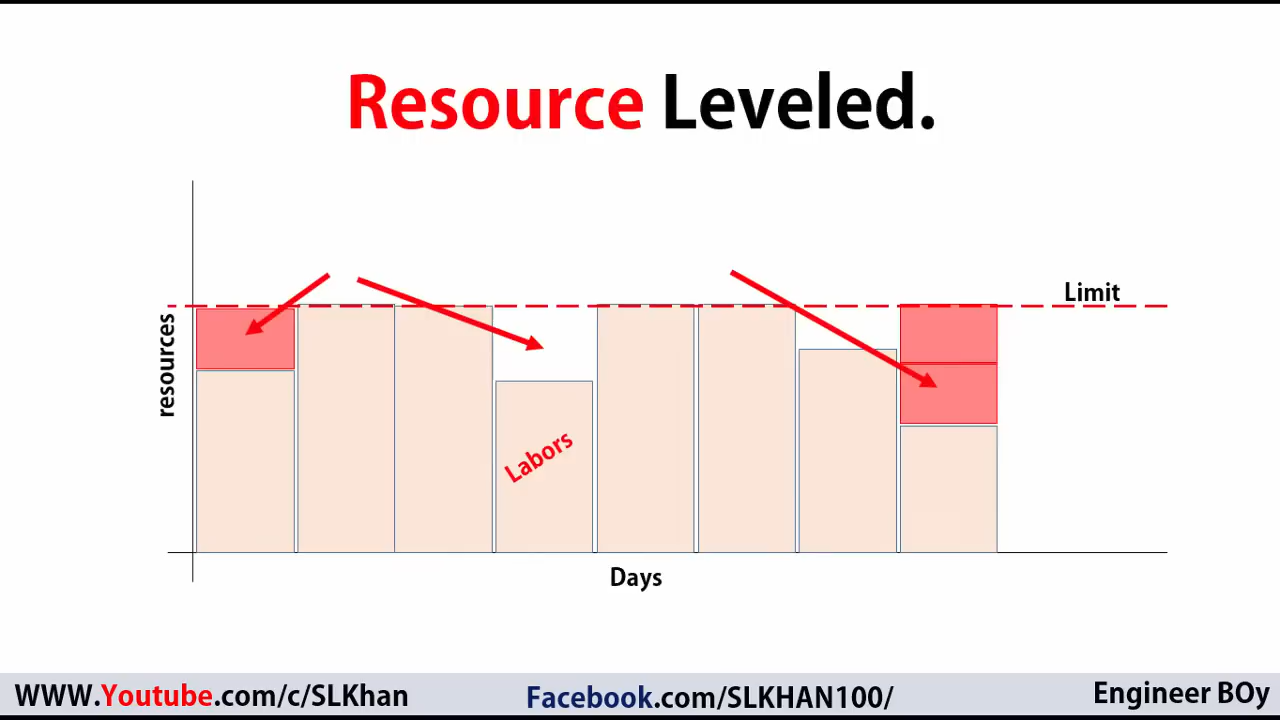 Resource Leveled.
Limit
resources
Labors
Days
WWW.Youtube.com/c/SLKhan
Facebook.com/SLKHAN100/
Engineer BOy